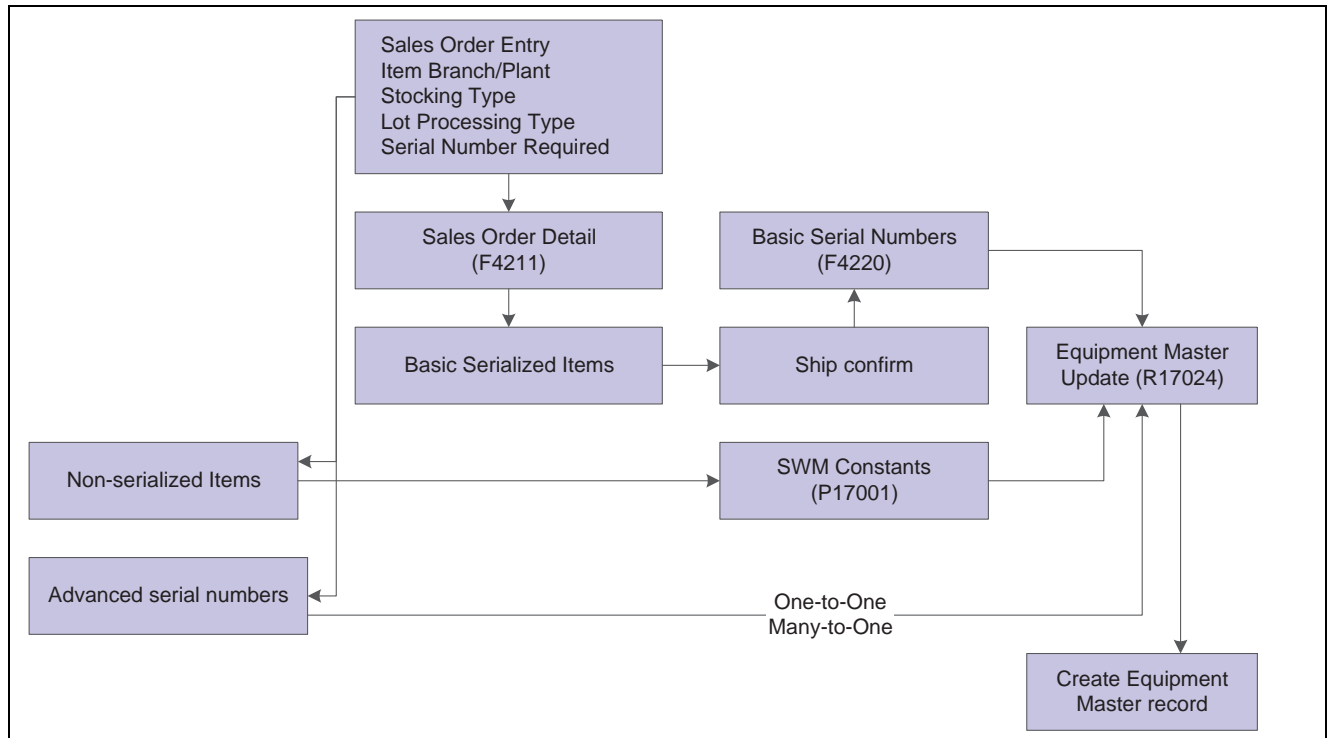 Sales Order Entry
Item Branch/Plant
Stocking Type
Lot Processing Type
Serial Number Required
Sales Order Detail
(F4211)
Basic Serial Numbers
(F4220)
Basic Serialized Items
Ship confirm
Equipment Master
Update (R17024)
Non-serialized Items
SWM Constants
(P17001)
Advanced serial numbers
One-to-One
Many-to-One
Create Equipment
Master record